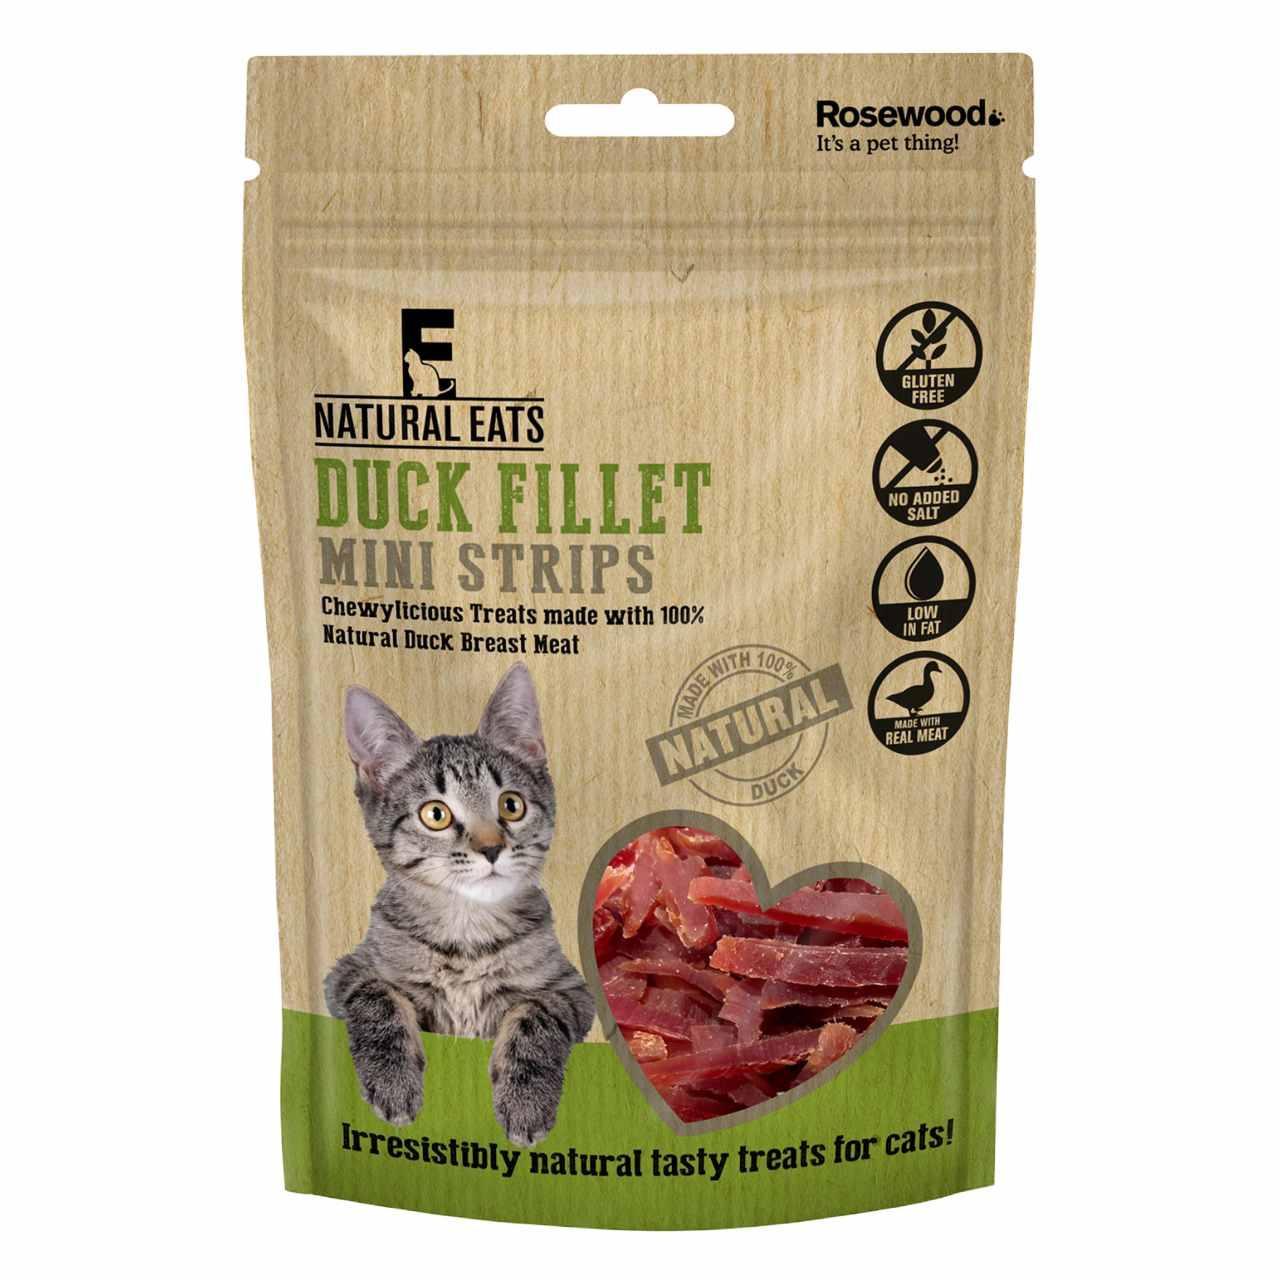 Rosewood
It's a pet thing!
NATURAL EATS
DUCK FILLET
MINI STRIPS
Chewylicious Treats made with 100%
Natural Duck Breast Meat
GLUTEN
FREE
NO ADDED
SALT
LOW
IN FAT
MADE WITH
REAL MEAT
MADE WITH 100%
NATURAL
DUCK
Irresistibly natural tasty treats for cats!